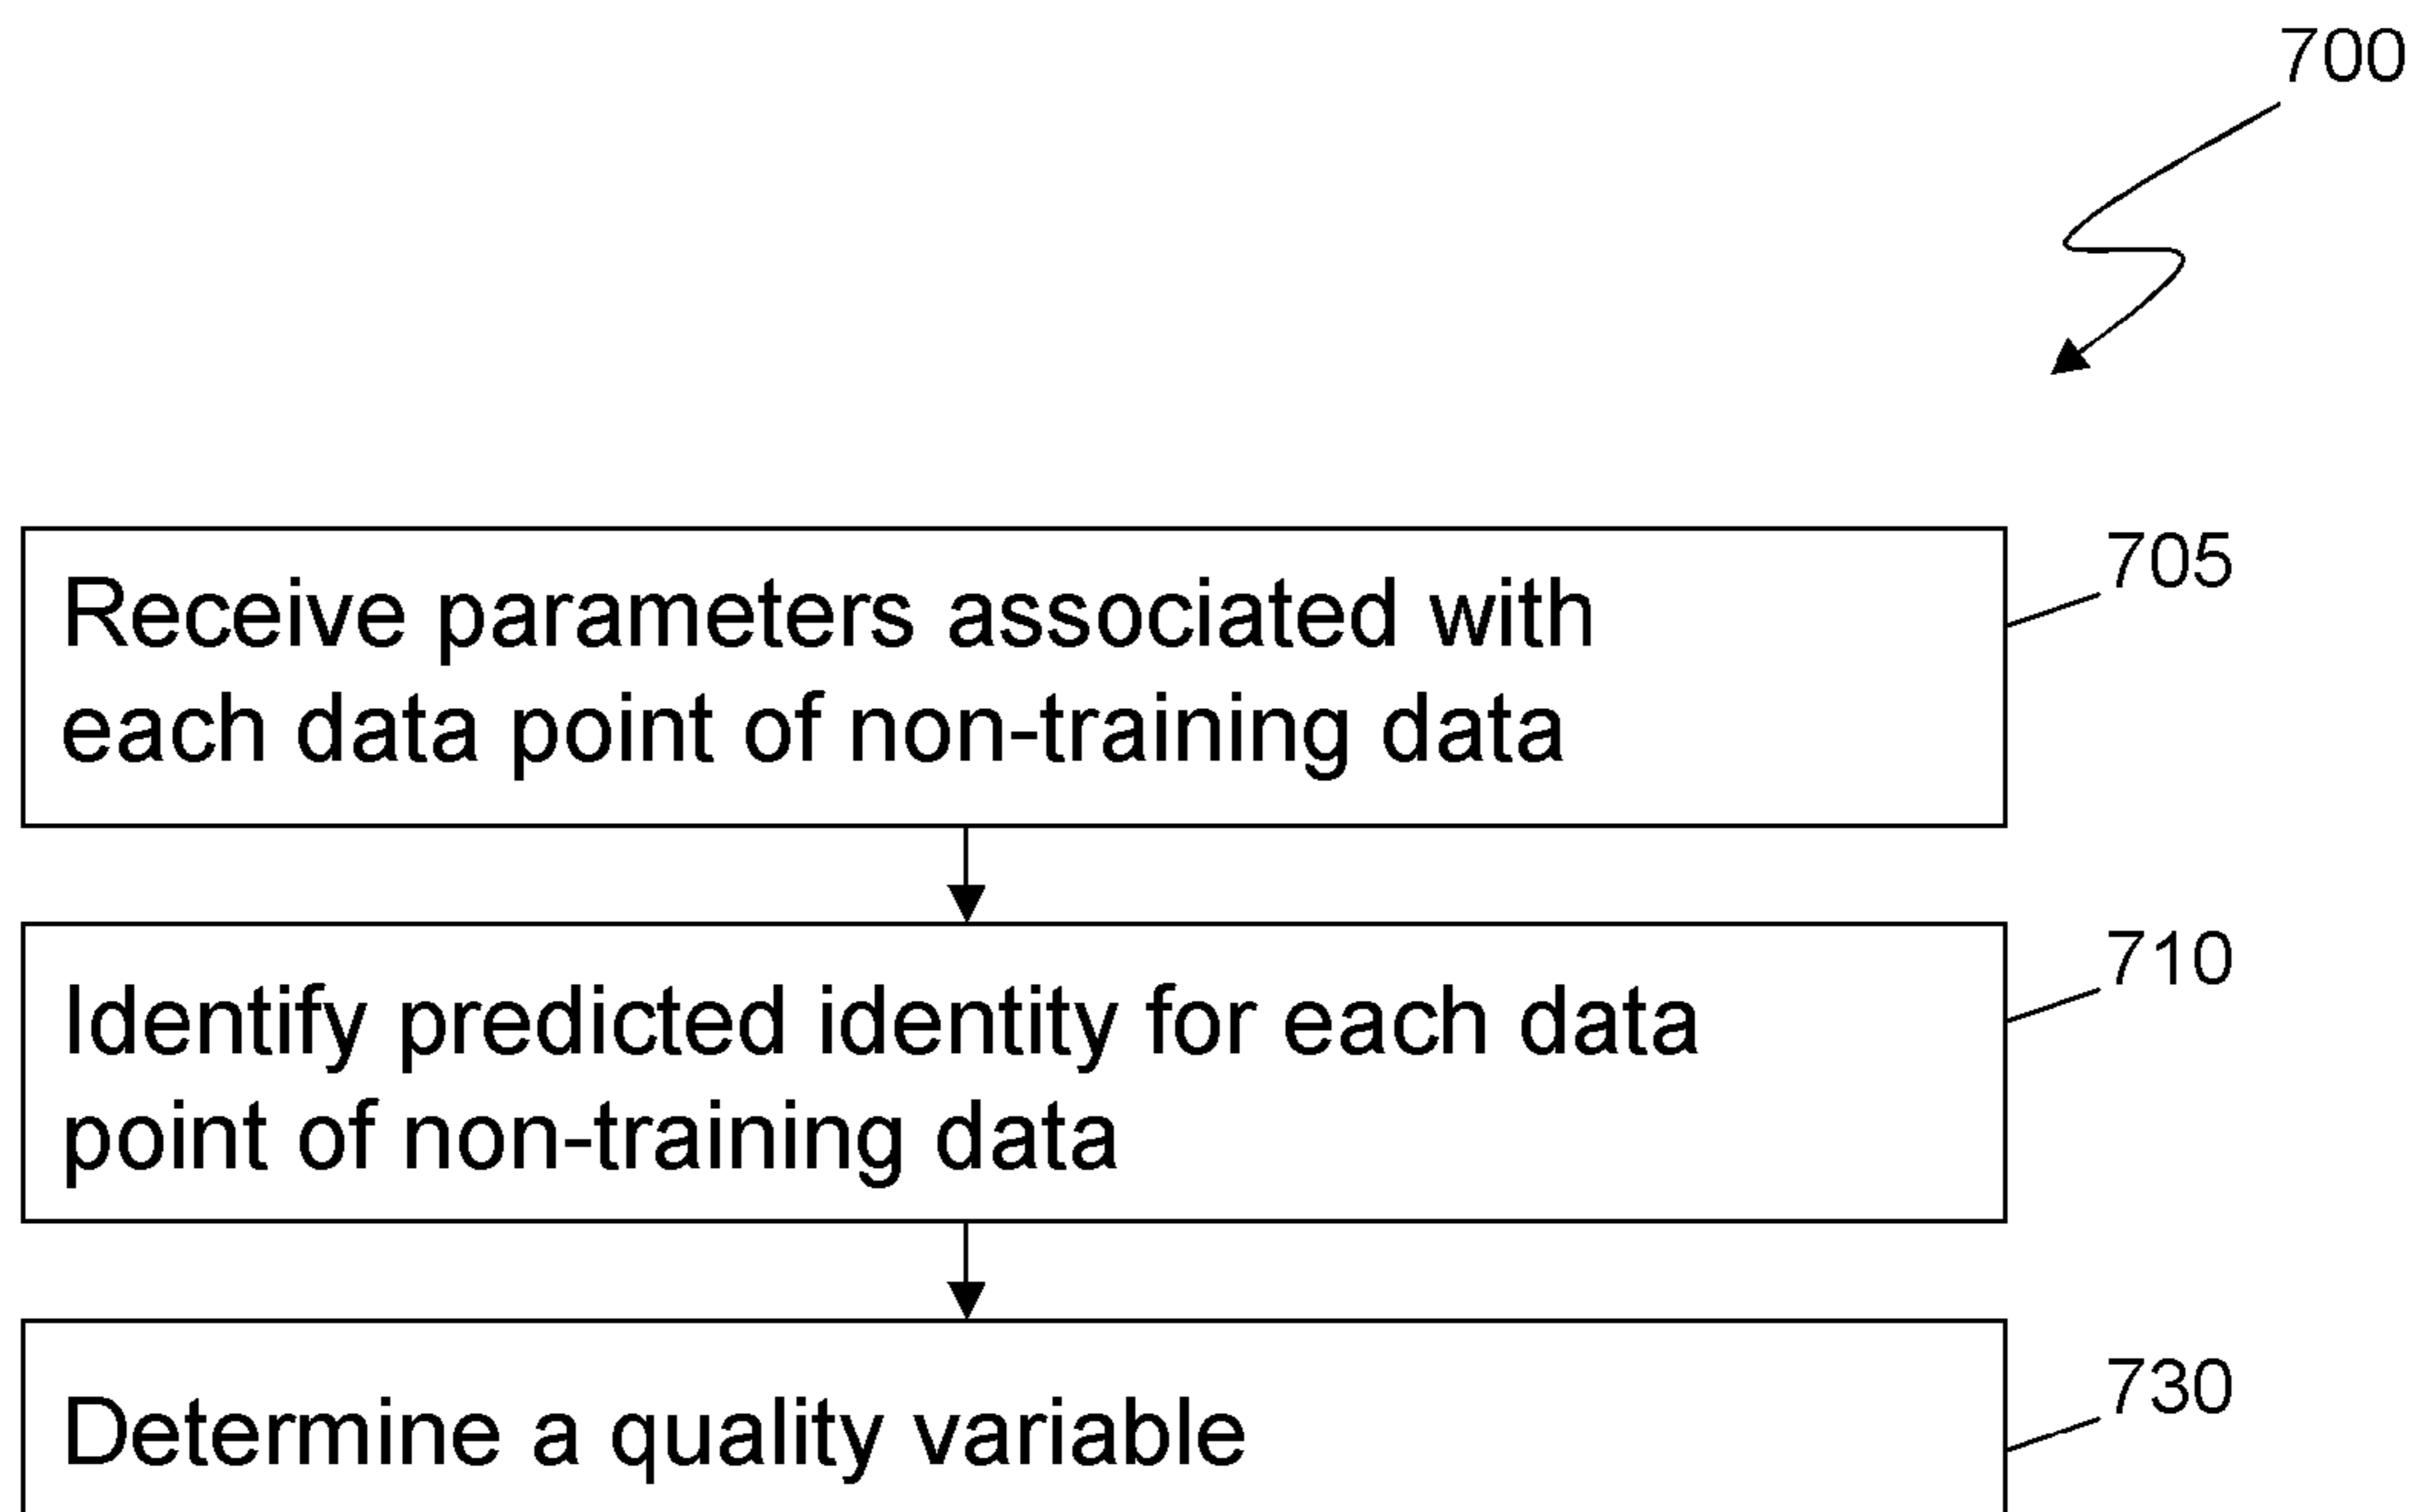 700
705
Receive parameters associated with
each data point of non-training data
710
Identify predicted identity for each data
point of non-training data
730
Determine a quality variable